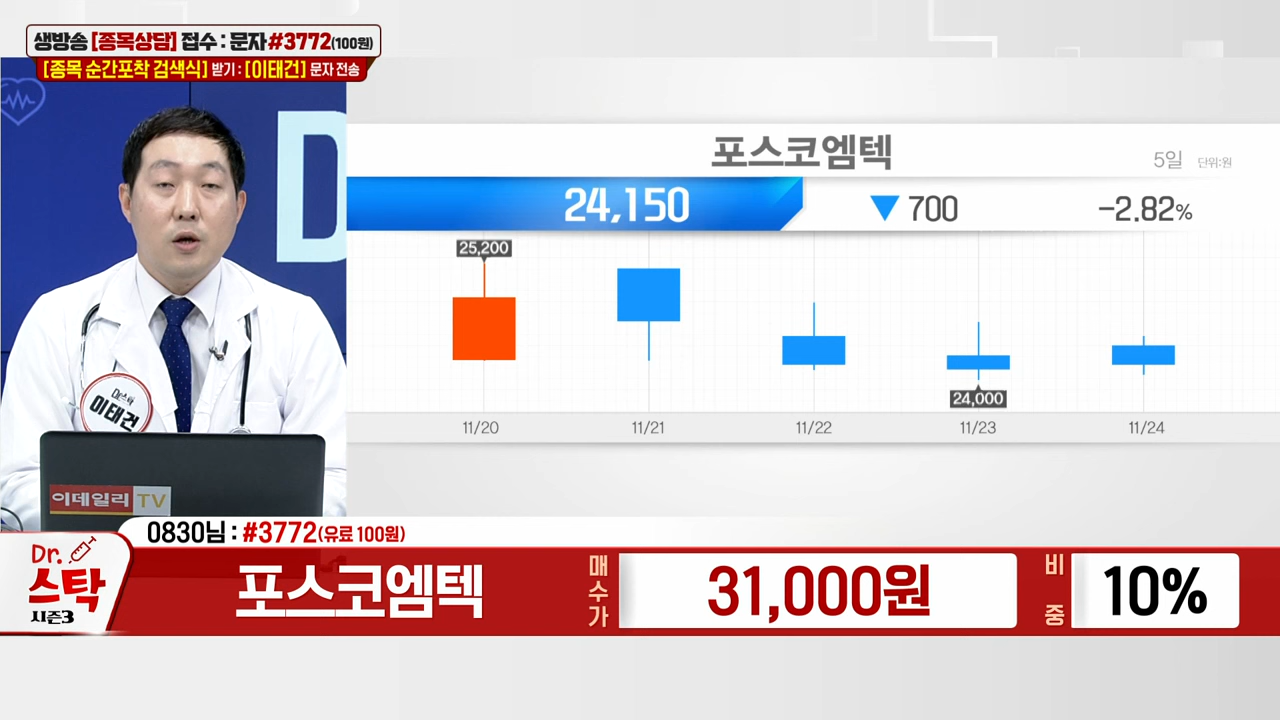 생방송 [종목상담] 접수 : 문자#3772(100원)
[종목 순간포착 검색식] 받기 : [이태건] 문자 전송
D
포스코엠텍
5일 단위:원
24,150 ▼ 700 -2.82%
25,200
24,000
11/20 11/21 11/22 11/23 11/24
Dr.스탁
이태건
이데일리 TV
0830님 : #3772(유료 100원)
Dr.
스탁
시즌3
포스코엠텍 매수가 31,000원 비중 10%